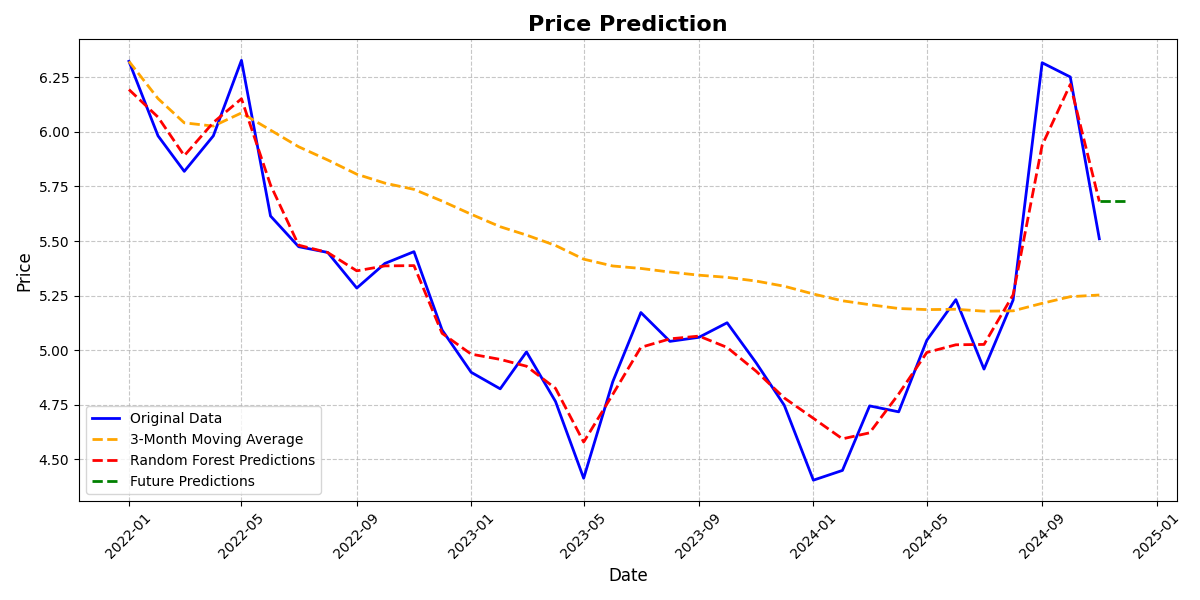 Price Prediction
Price
6.25
6.00
5.75
5.50
5.25
5.00
4.75
4.50
Original Data
3-Month Moving Average
Random Forest Predictions
Future Predictions
2022-01
2022-05
2022-09
2023-01
2023-05
2023-09
2024-01
2024-05
2024-09
2025-01
Date